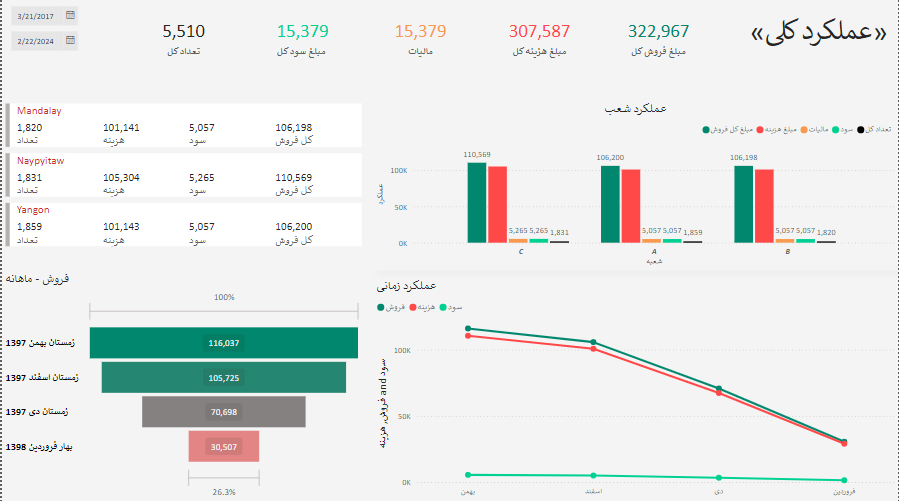 «عملکرد کلی»
322,967
مبلغ فروش کل
307,587
مبلغ هزینه کل
15,379
مالیات
15,379
مبلغ سود کل
5,510
تعداد کل
3/21/2017
2/22/2024
Mandalay
1,820 101,141 5,057 106,198
تعداد هزینه سود کل فروش
Naypyitaw
1,831 105,304 5,265 110,569
تعداد هزینه سود کل فروش
Yangon
1,859 101,143 5,057 106,200
تعداد هزینه سود کل فروش
عملکرد شعب
تعداد کل سود مالیات مبلغ هزینه مبلغ کل فروش
عملکرد
100K
50K
0K
110,569 5,265 5,265 1,831
106,200 5,057 5,057 1,859
106,198 5,057 5,057 1,820
C A B
شعبه
فروش - ماهانه
100%
زمستان بهمن 1397 116,037
زمستان اسفند 1397 105,725
زمستان دی 1397 70,698
بهار فروردین 1398 30,507
26.3%
عملکرد زمانی
فروش هزینه سود
فروش, هزینه and سود
100K
50K
0K
بهمن اسفند دی فروردین